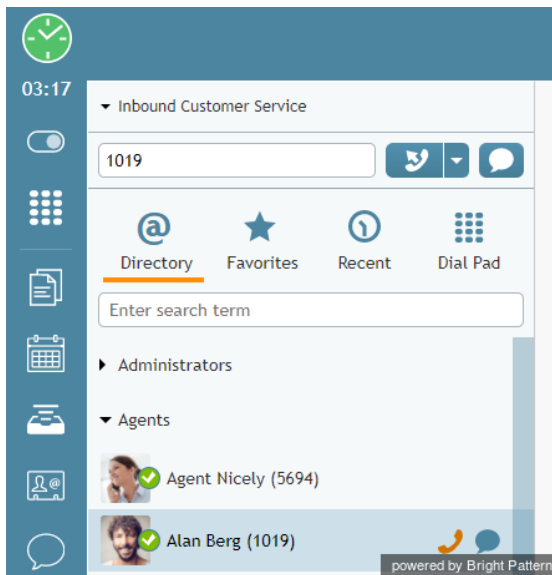 03:17
Inbound Customer Service
1019
Directory Favorites Recent Dial Pad
Enter search term
Administrators
Agents
Agent Nicely (5694)
Alan Berg (1019)
powered by Bright Pattern